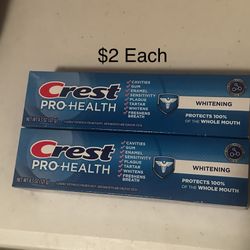 $2 Each
Crest
PRO-HEALTH
CAVITIES
GUM
ENAMEL
SENSITIVITY
PLAQUE
TARTAR
WHITENS
FRESHENS
BREATH
WHITENING
PROTECTS 100%
OF THE WHOLE MOUTH
Crest
PRO-HEALTH
CAVITIES
GUM
ENAMEL
SENSITIVITY
PLAQUE
TARTAR
WHITENS
FRESHENS
BREATH
WHITENING
PROTECTS 100%
OF THE WHOLE MOUTH